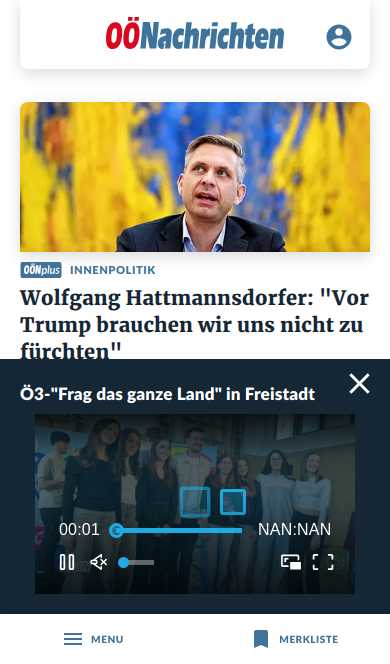 OÖNachrichten
OÖNplus INNENPOLITIK
Wolfgang Hattmannsdorfer: "Vor
Trump brauchen wir uns nicht zu
fürchten"
Ö3-"Frag das ganze Land" in Freistadt
00:01 NAN:NAN
MENU MERKLISTE